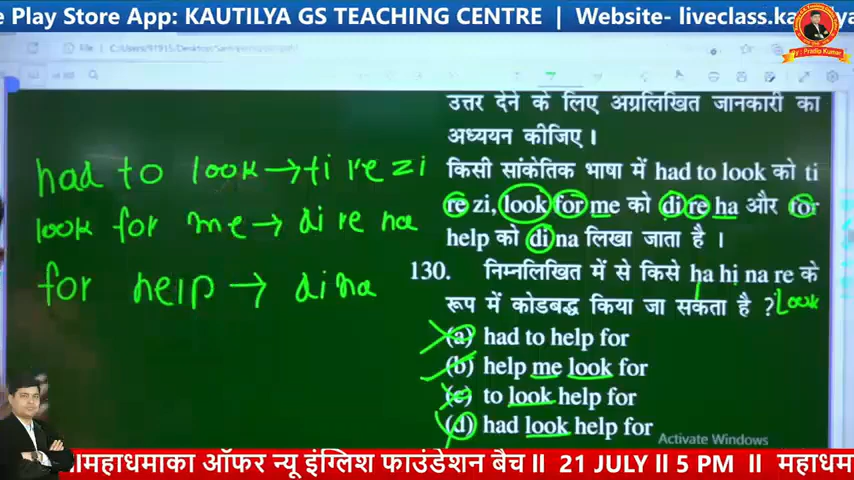 e Play Store App: KAUTILYA GS TEACHING CENTRE | Website- liveclass.ka
उत्तर देने के लिए अग्रलिखित जानकारी का
अध्ययन कीजिए ।
किसी सांकेतिक भाषा में had to look को ti
re zi, look for me को di re ha और for
help को di na लिखा जाता है ।
130. निम्नलिखित में से किसे ha hi na re के
रूप में कोडबद्ध किया जा सकता है ? Look
(a) had to help for
(b) help me look for
(c) to look help for
(d) had look help for
had to look → ti re zi
look for me → di re ha
for help → di na
Activate Windows
महाधमाका ऑफर न्यू इंग्लिश फाउंडेशन बैच II 21 JULY II 5 PM II महाधम